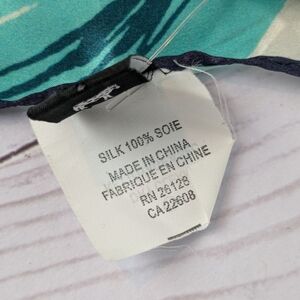 SILK 100% SOIE
MADE IN CHINA
FABRIQUE EN CHINE
RN 26128
CA 22608